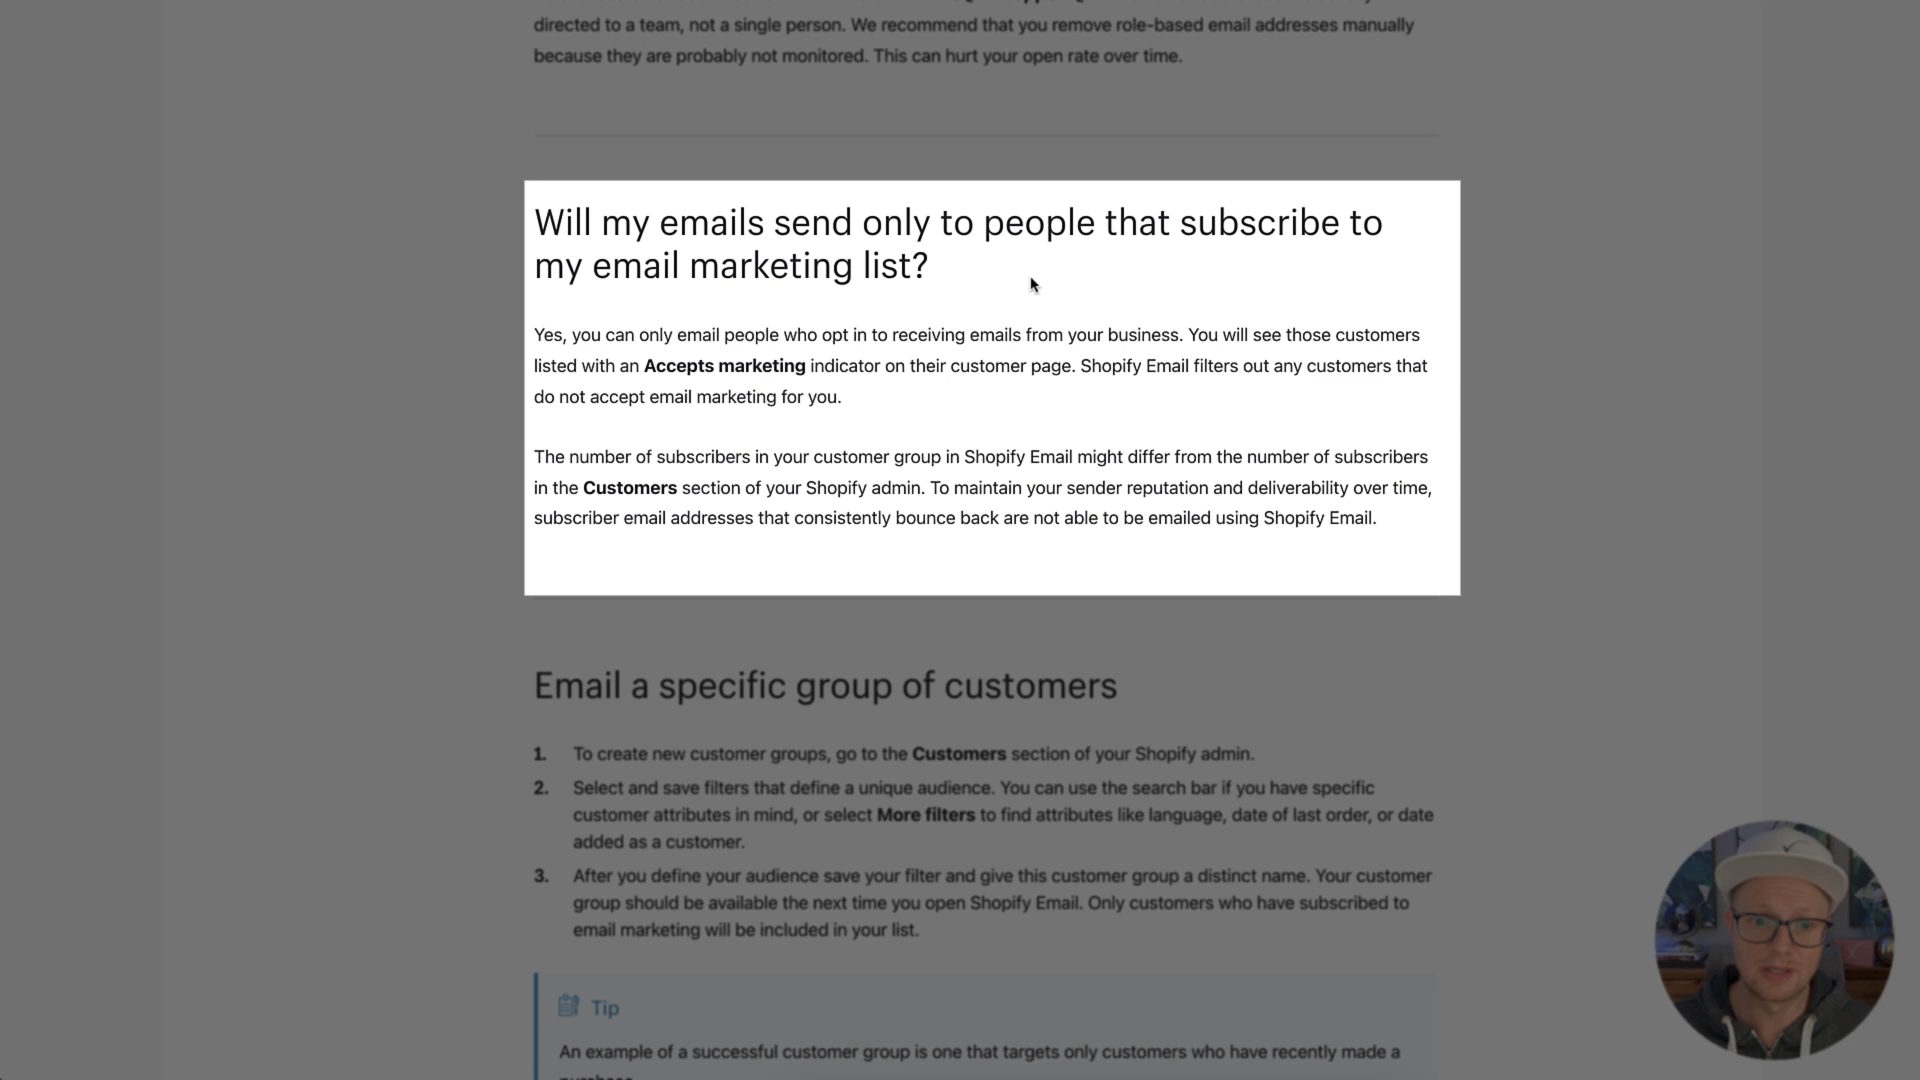 directed to a team, not a single person. We recommend that you remove role-based email addresses manually
because they are probably not monitored. This can hurt your open rate over time.
Will my emails send only to people that subscribe to
my email marketing list?
Yes, you can only email people who opt in to receiving emails from your business. You will see those customers
listed with an Accepts marketing indicator on their customer page. Shopify Email filters out any customers that
do not accept email marketing for you.
The number of subscribers in your customer group in Shopify Email might differ from the number of subscribers
in the Customers section of your Shopify admin. To maintain your sender reputation and deliverability over time,
subscriber email addresses that consistently bounce back are not able to be emailed using Shopify Email.
Email a specific group of customers
1. To create new customer groups, go to the Customers section of your Shopify admin.
2. Select and save filters that define a unique audience. You can use the search bar if you have specific
customer attributes in mind, or select More filters to find attributes like language, date of last order, or date
added as a customer.
3. After you define your audience save your filter and give this customer group a distinct name. Your customer
group should be available the next time you open Shopify Email. Only customers who have subscribed to
email marketing will be included in your list.
Tip
An example of a successful customer group is one that targets only customers who have recently made a